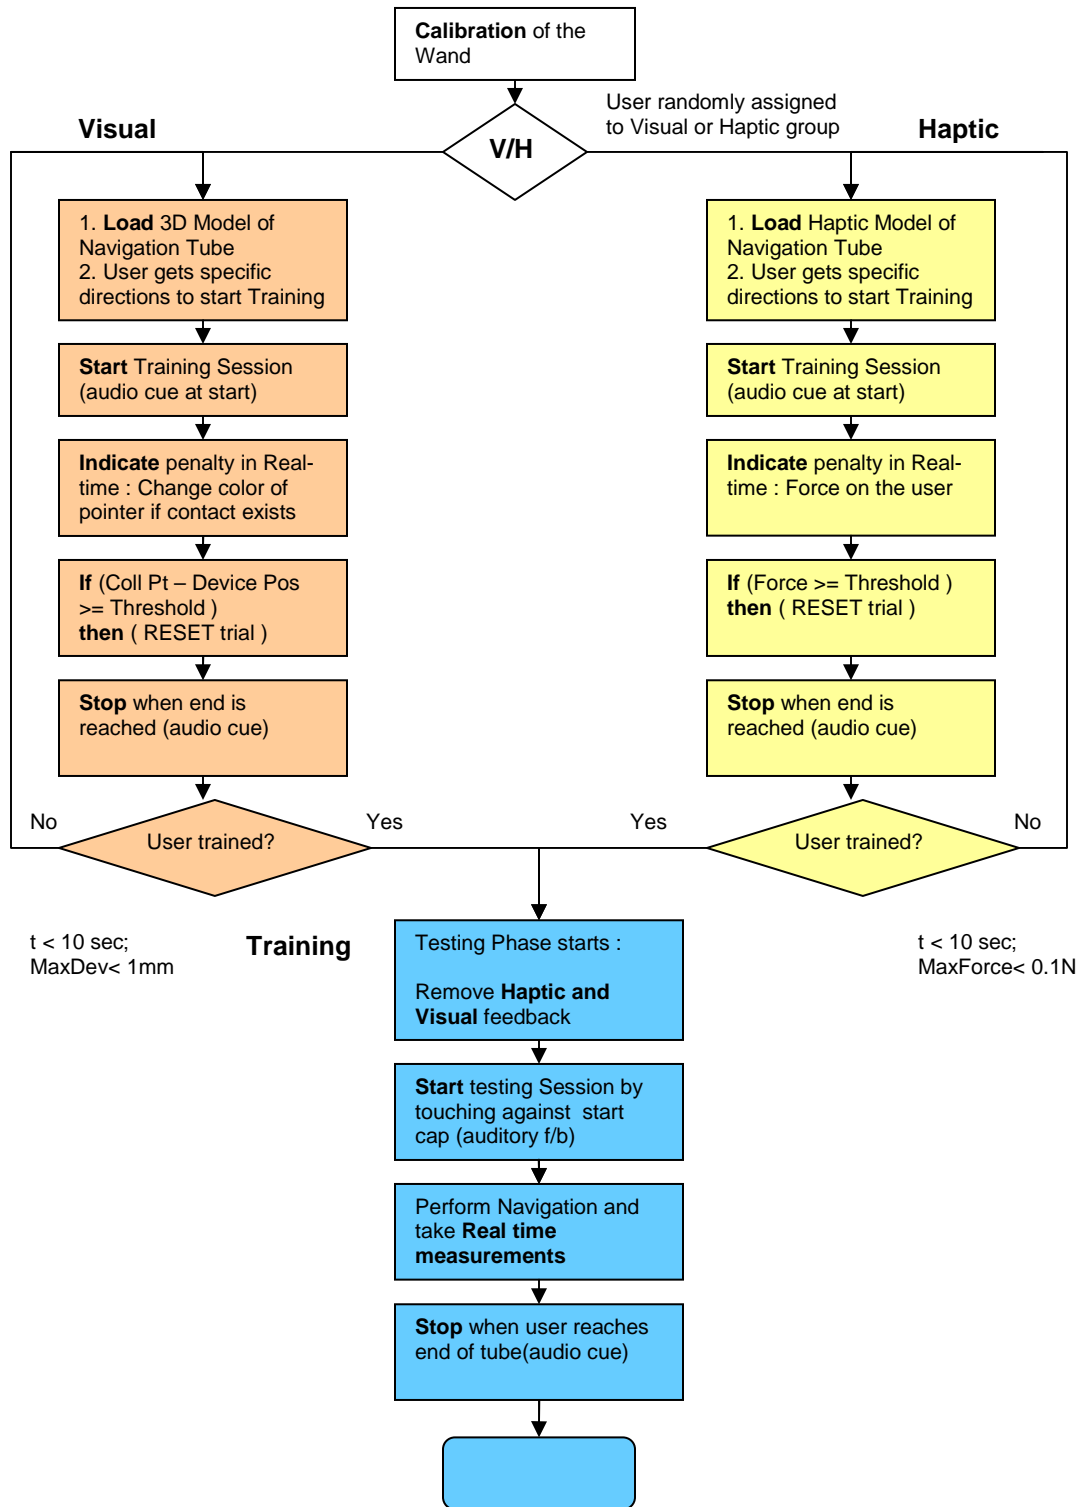 Calibration of the
Wand
User randomly assigned
to Visual or Haptic group
Visual
V/H
Haptic
1. Load 3D Model of
Navigation Tube
2. User gets specific
directions to start Training
Start Training Session
(audio cue at start)
Indicate penalty in Real-
time : Change color of
pointer if contact exists
If (Coll Pt – Device Pos
>= Threshold )
then ( RESET trial )
Stop when end is
reached (audio cue)
No
User trained?
Yes
t < 10 sec;
MaxDev< 1mm
1. Load Haptic Model of
Navigation Tube
2. User gets specific
directions to start Training
Start Training Session
(audio cue at start)
Indicate penalty in Real-
time : Force on the user
If (Force >= Threshold )
then ( RESET trial )
Stop when end is
reached (audio cue)
Yes
User trained?
No
t < 10 sec;
MaxForce< 0.1N
Training
Testing Phase starts :
Remove Haptic and
Visual feedback
Start testing Session by
touching against  start
cap (auditory f/b)
Perform Navigation and
take Real time
measurements
Stop when user reaches
end of tube(audio cue)